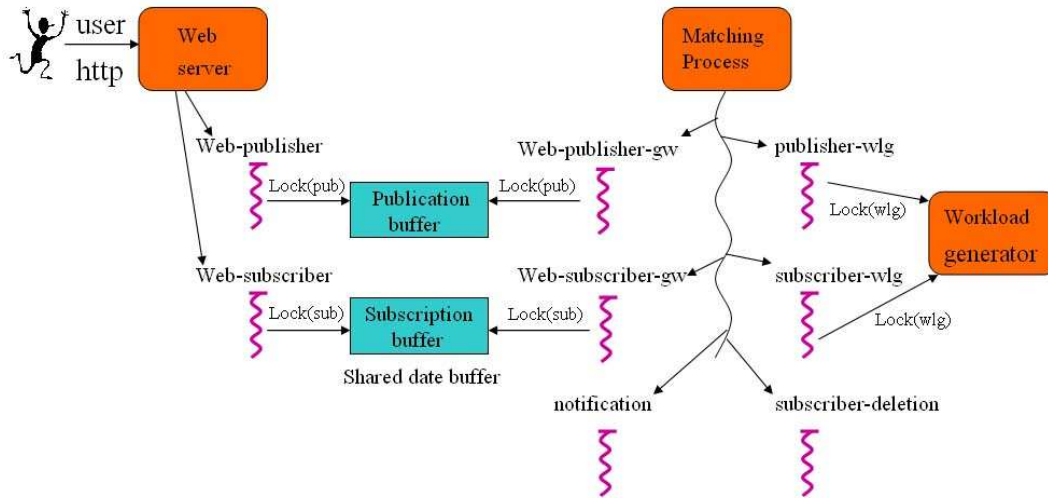 user
http
Web
server
Matching
Process
Web-publisher
Web-publisher-gw
publisher-wlg
Lock(pub)
Publication
buffer
Lock(pub)
Lock(wlg)
Workload
generator
Web-subscriber
Web-subscriber-gw
subscriber-wlg
Lock(sub)
Subscription
buffer
Lock(sub)
Lock(wlg)
Shared date buffer
notification
subscriber-deletion